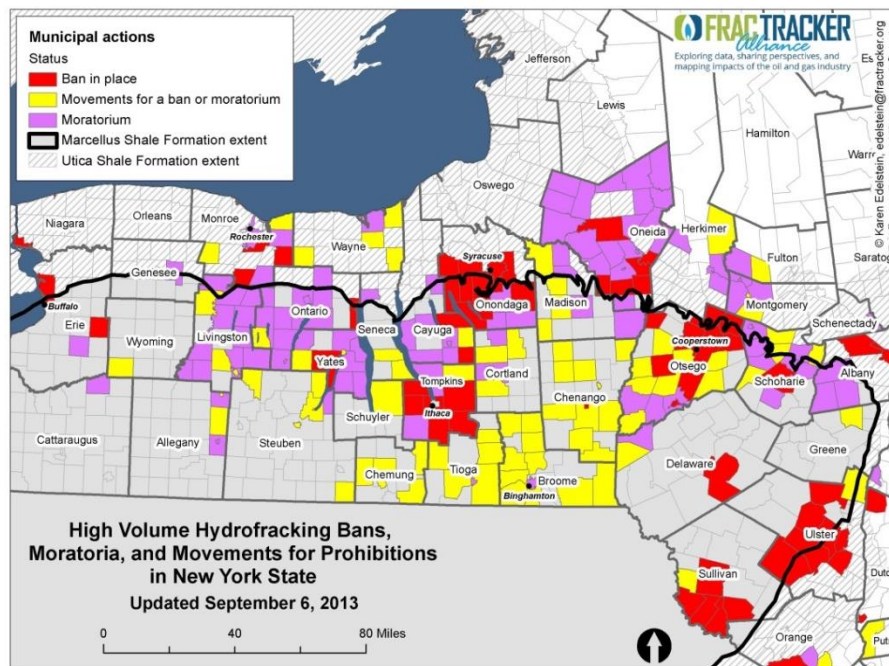 Municipal actions
Status
Ban in place
Movements for a ban or moratorium
Moratorium
Marcellus Shale Formation extent
Utica Shale Formation extent
FRACTRACKER
Alliance
Exploring data, sharing perspectives, and
mapping impacts of the oil and gas industry
© Karen Edelstein, edelstein@fractracker.org
Jefferson
Lewis
Hamilton
Warre
Oswego
Niagara
Orleans
Monroe
Rochester
Wayne
Oneida
Herkimer
Fulton
Saratoga
Syracuse
Genesee
Buffalo
Erie
Wyoming
Livingston
Ontario
Seneca
Cayuga
Onondaga
Madison
Montgomery
Schenectady
Cooperstown
Otsego
Schoharie
Albany
Yates
Tompkins
Cortland
Ithaca
Schuyler
Chenango
Cattaraugus
Allegany
Steuben
Chemung
Tioga
Broome
Binghamton
Delaware
Greene
Ulster
Sullivan
Orange
Dutc
Putn
High Volume Hydrofracking Bans,
Moratoria, and Movements for Prohibitions
in New York State
Updated September 6, 2013
0 40 80 Miles